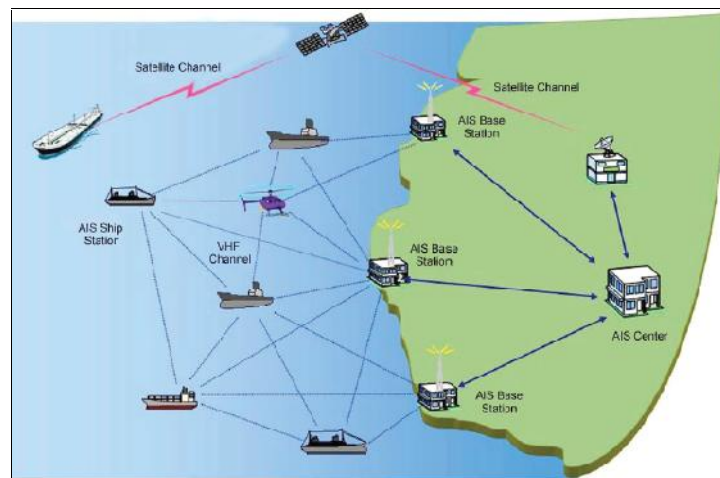 Satellite Channel
Satellite Channel
AIS Base
Station
AIS Ship
Station
VHF
Channel
AIS Base
Station
AIS Center
AIS Base
Station